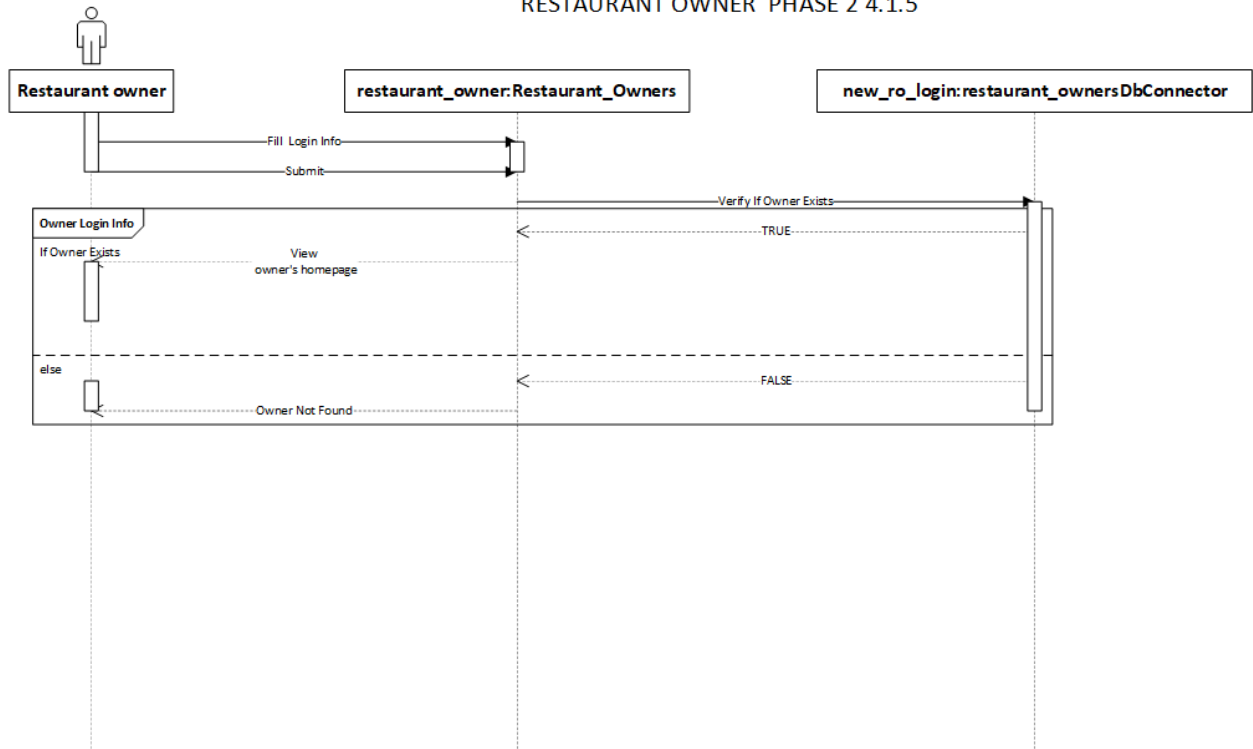 RESTAURANT OWNER PHASE 2 4.1.5
Restaurant owner
restaurant_owner:Restaurant_Owners
new_ro_login:restaurant_ownersDbConnector
Fill Login Info
Submit
Verify If Owner Exists
Owner Login Info
TRUE
If Owner Exists
View
owner's homepage
else
FALSE
Owner Not Found